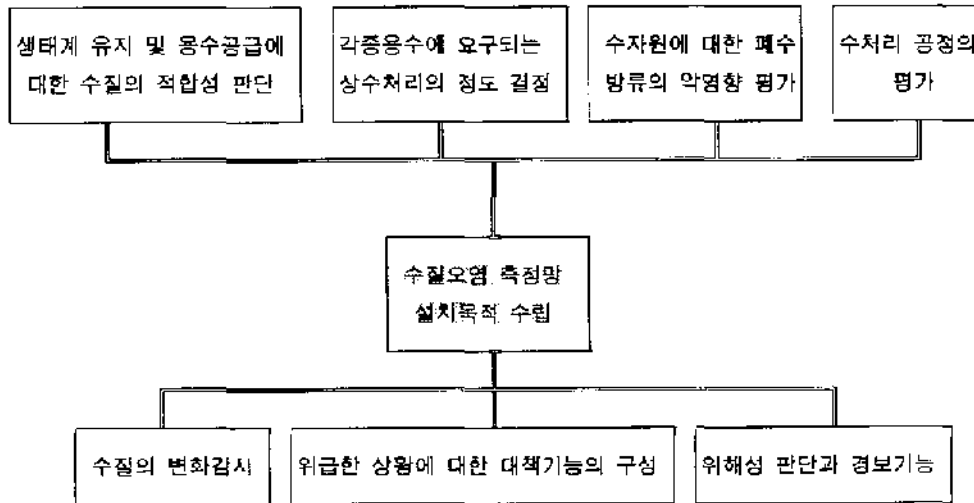 생태계 유지 및 용수공급에
대한 수질의 적합성 판단
각종용수에 요구되는
상수처리의 정도 결정
수자원에 대한 폐수
방류의 악영향 평가
수처리 공정의
평가
수질오염 측정망
설치목적 수립
수질의 변화감시
위급한 상황에 대한 대책기능의 구성
위해성 판단과 경보기능